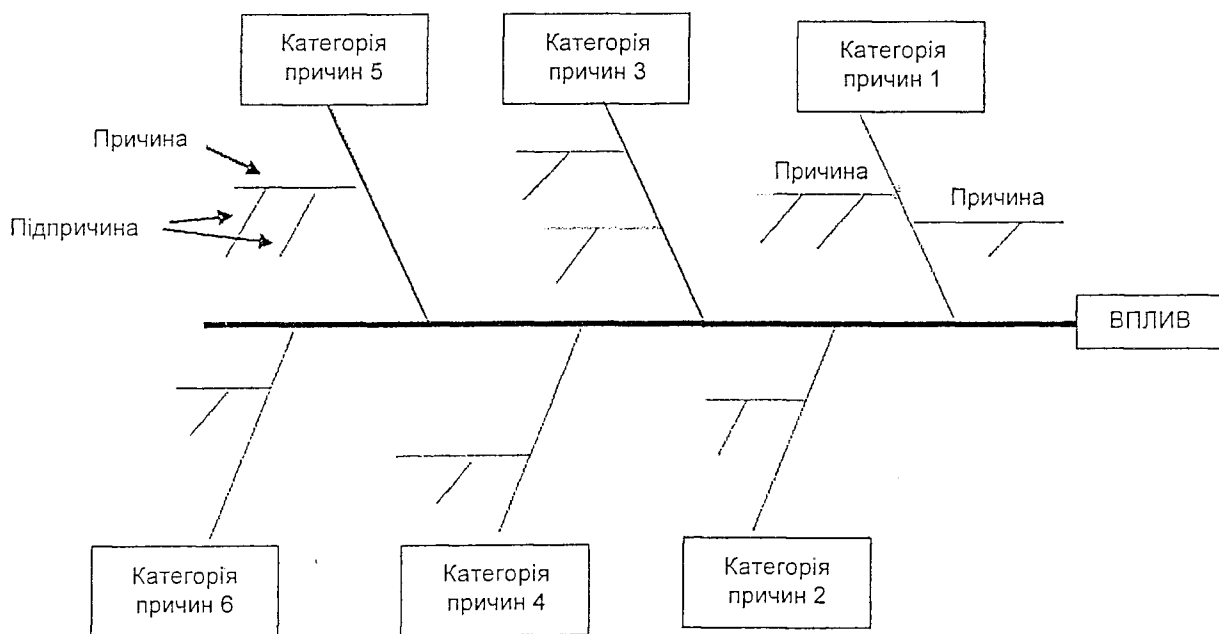 Категорія
причин 5
Категорія
причин 3
Категорія
причин 1
Причина
Причина
Причина
Підпричина
ВПЛИВ
Категорія
причин 6
Категорія
причин 4
Категорія
причин 2